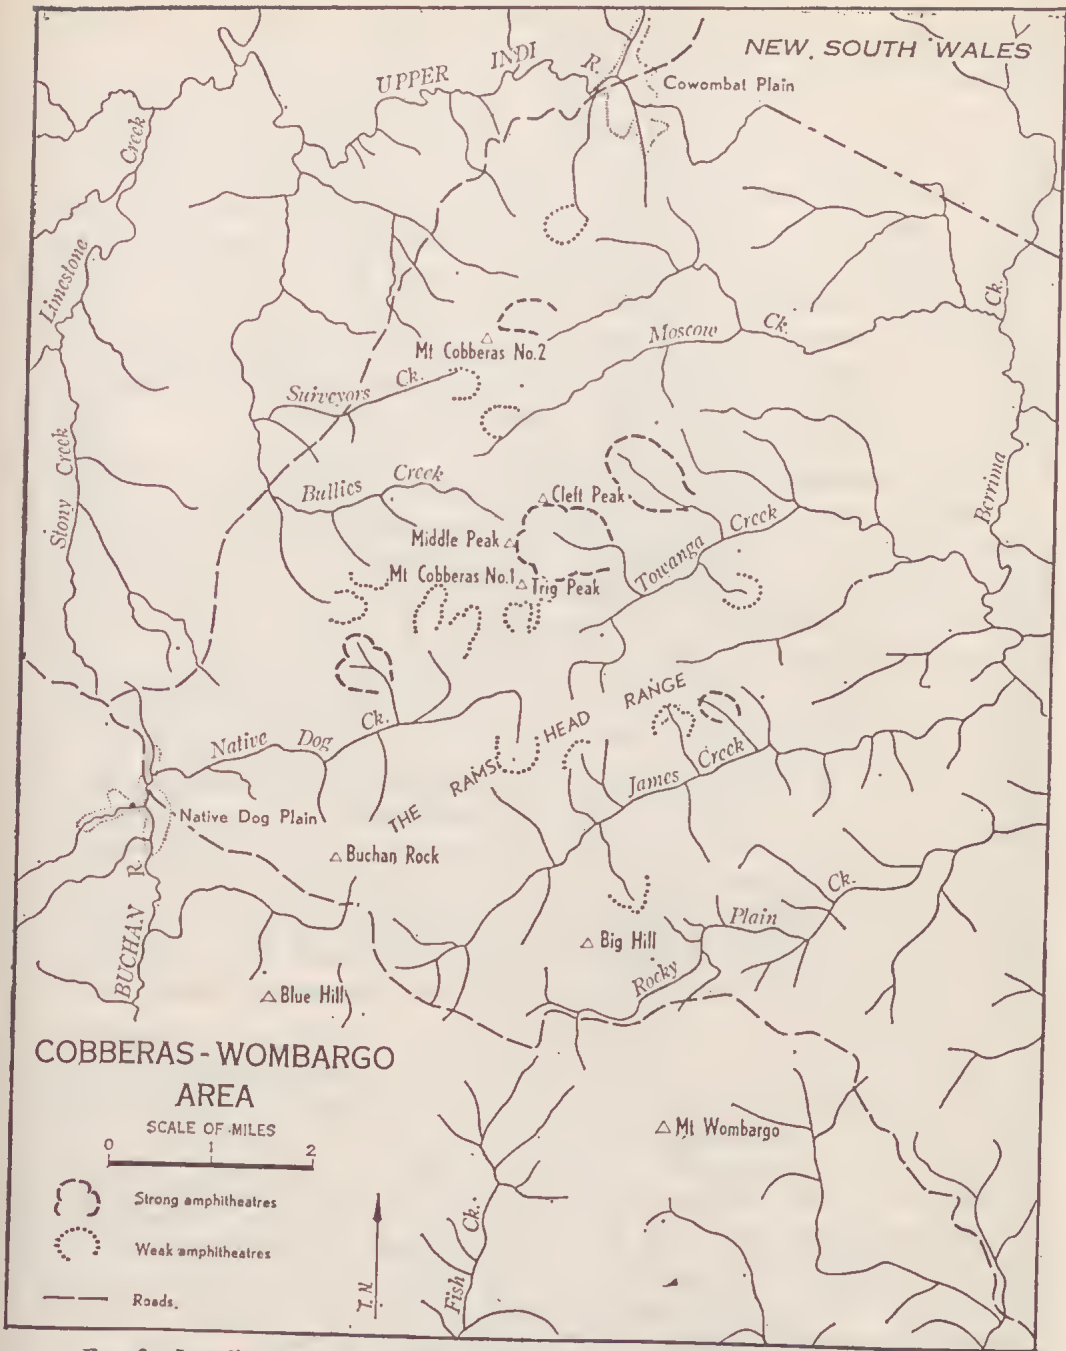 NEW SOUTH WALES
UPPER INDI R.
Cowombat Plain
Creek
Limestone
Moscow Ck.
Ck.
Mt Cobberas No.2
Surveyors Ck.
Stony Creek
Bullies Creek
Cleft Peak
Berrima
Middle Peak
Towanga Creek
Mt Cobberas No.1
Trig Peak
THE RAMS HEAD RANGE
Native Dog Ck.
James Creek
Native Dog Plain
Buchan Rock
BUCHAN R.
Plain Ck.
Big Hill
Rocky
Blue Hill
COBBERAS-WOMBARGO
AREA
SCALE OF MILES
0 1 2
Mt Wombargo
Strong amphitheatres
Weak amphitheatres
Roads.
T.N.
Fish Ck.